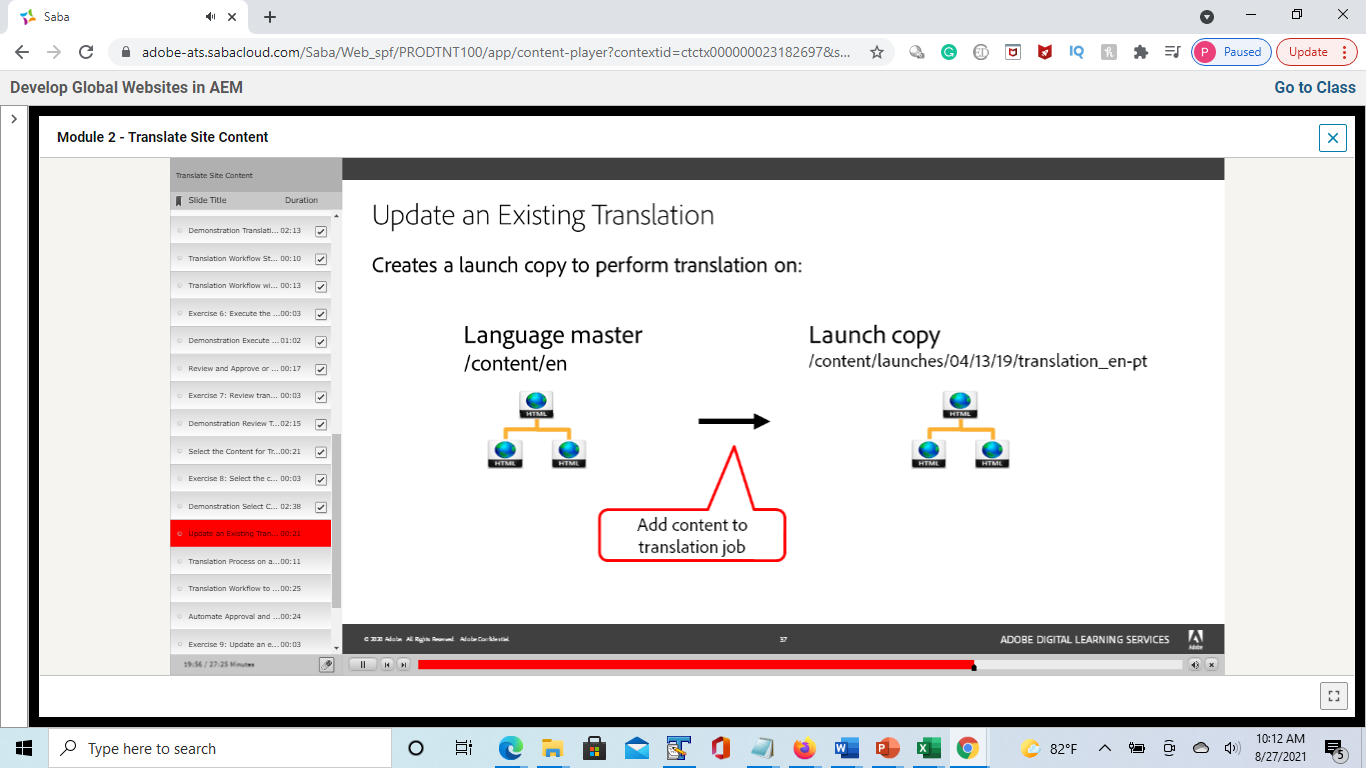 Saba
adobe-ats.sabacloud.com/Saba/Web_spf/PRODTNT100/app/content-player?contextid=ctctx0000000023182697&s...
IQ
P Paused
Update
Develop Global Websites in AEM
Go to Class
Module 2 - Translate Site Content
Translate Site Content
Slide Title Duration
Demonstration Translati... 02:13
Translation Workflow St... 00:10
Translation Workflow wi... 00:13
Exercise 6: Execute the ...00:03
Demonstration Execute ... 01:02
Review and Approve or ... 00:17
Exercise 7: Review tran... 00:03
Demonstration Review T... 02:15
Select the Content for Tr... 00:21
Exercise 8: Select the c... 00:03
Demonstration Select C... 02:38
Update an Existing Tran... 00:21
Translation Process on a... 00:11
Translation Workflow to ... 00:25
Automate Approval and ... 00:24
Exercise 9: Update an e... 00:03
19:56 / 27:25 Minutes
Update an Existing Translation
Creates a launch copy to perform translation on:
Language master
/content/en
HTML
HTML
HTML
Launch copy
/content/launches/04/13/19/translation_en-pt
HTML
HTML
HTML
Add content to
translation job
© 2020 Adobe. All Rights Reserved. Adobe Confidential.
37
ADOBE DIGITAL LEARNING SERVICES
Adobe
Type here to search
82°F
10:12 AM
8/27/2021
5